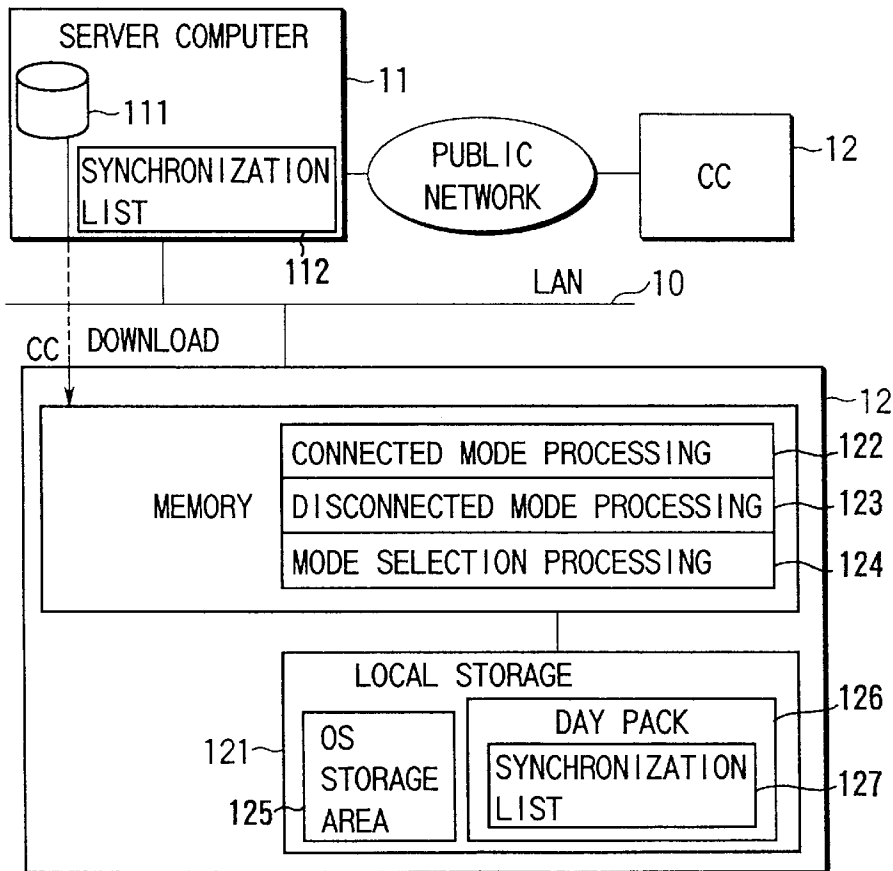 SERVER COMPUTER
11
111
SYNCHRONIZATION
LIST
112
PUBLIC
NETWORK
CC
12
LAN
10
CC
DOWNLOAD
12
MEMORY
CONNECTED MODE PROCESSING
122
DISCONNECTED MODE PROCESSING
123
MODE SELECTION PROCESSING
124
LOCAL STORAGE
121
OS
STORAGE
AREA
125
DAY PACK
126
SYNCHRONIZATION
LIST
127